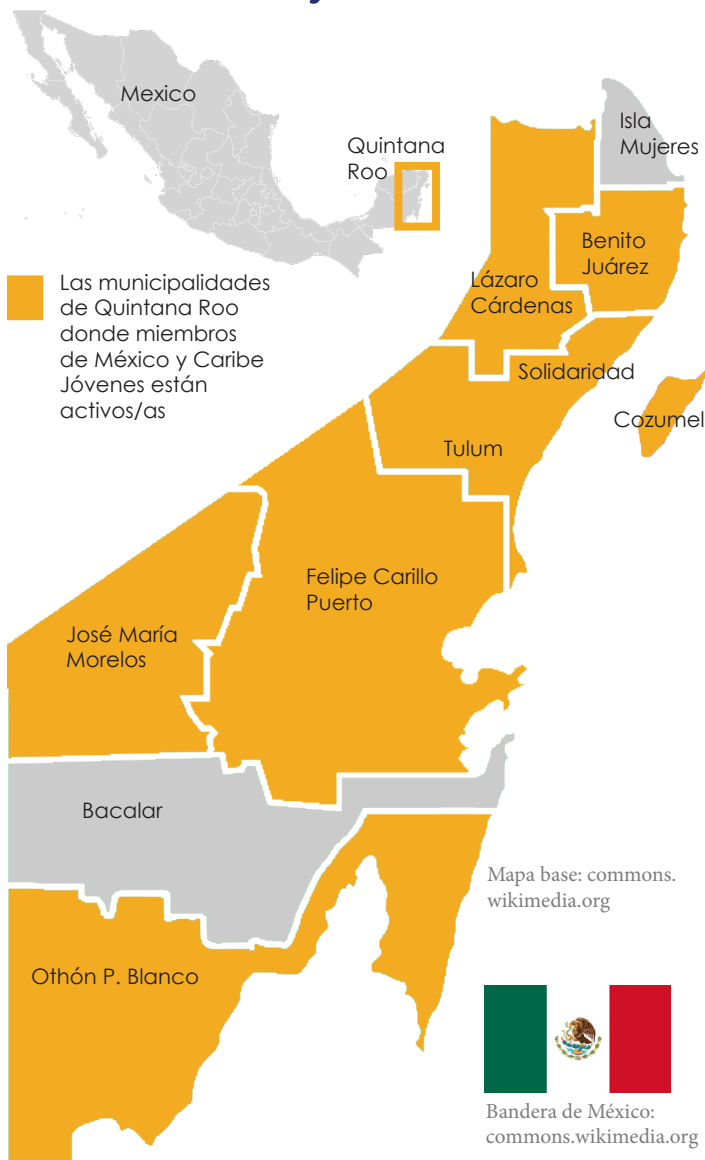 Mexico
Quintana
Roo
Isla
Mujeres
Benito
Juárez
Lázaro
Cárdenas
Las municipalidades
de Quintana Roo
donde miembros
de México y Caribe
Jóvenes están
activos/as
Solidaridad
Cozumel
Tulum
Felipe Carillo
Puerto
José María
Morelos
Bacalar
Mapa base: commons.
wikimedia.org
Othón P. Blanco
Bandera de México:
commons.wikimedia.org